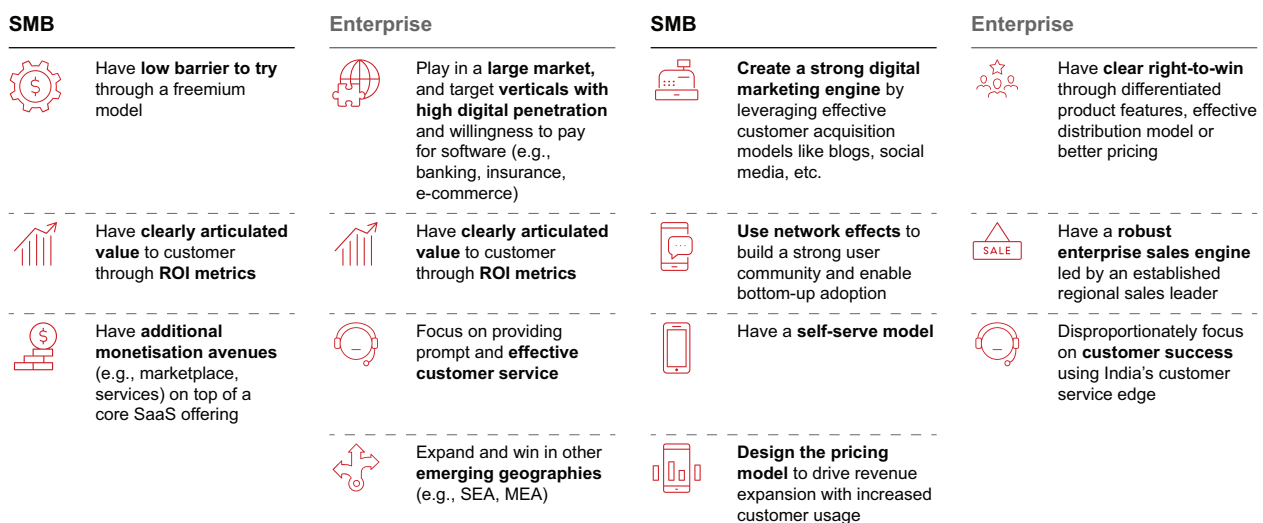 SMB
Have low barrier to try
through a freemium
model
Have clearly articulated
value to customer
through ROI metrics
Have additional
monetisation avenues
(e.g., marketplace,
services) on top of a
core SaaS offering
Enterprise
Play in a large market,
and target verticals with
high digital penetration
and willingness to pay
for software (e.g.,
banking, insurance,
e-commerce)
Have clearly articulated
value to customer
through ROI metrics
Focus on providing
prompt and effective
customer service
Expand and win in other
emerging geographies
(e.g., SEA, MEA)
SMB
Create a strong digital
marketing engine by
leveraging effective
customer acquisition
models like blogs, social
media, etc.
Use network effects to
build a strong user
community and enable
bottom-up adoption
Have a self-serve model
Design the pricing
model to drive revenue
expansion with increased
customer usage
Enterprise
Have clear right-to-win
through differentiated
product features, effective
distribution model or
better pricing
SALE
Have a robust
enterprise sales engine
led by an established
regional sales leader
Disproportionately focus
on customer success
using India's customer
service edge